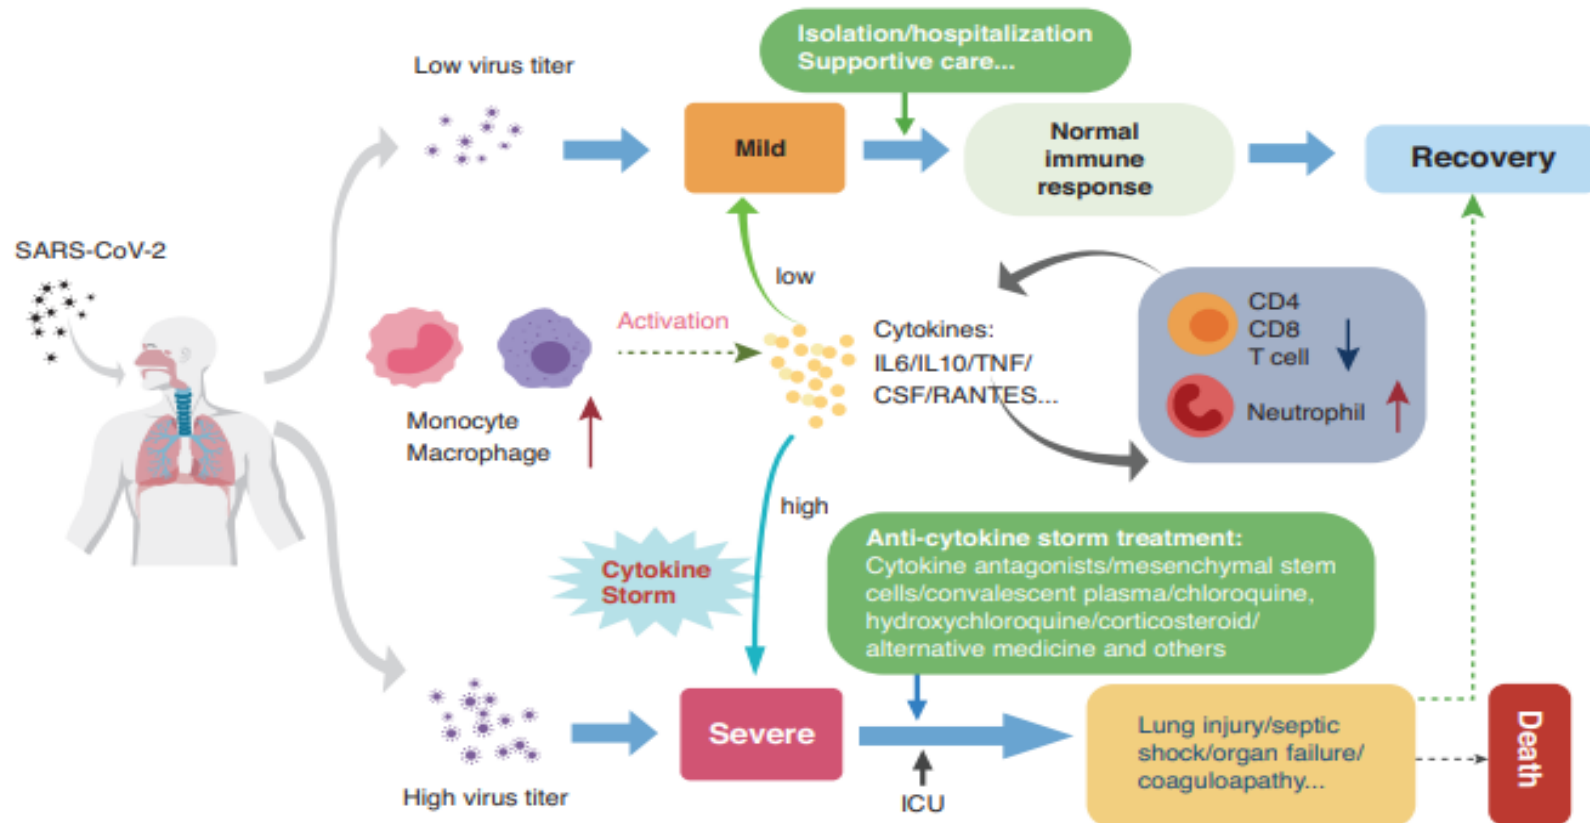 Isolation/hospitalization
Supportive care...
Low virus titer
Mild
Normal
immune
response
Recovery
SARS-CoV-2
low
Activation
Monocyte
Macrophage
Cytokines:
IL6/IL10/TNF/
CSF/RANTES...
CD4
CD8
T cell
Neutrophil
high
Cytokine
Storm
Anti-cytokine storm treatment:
Cytokine antagonists/mesenchymal stem
cells/convalescent plasma/chloroquine,
hydroxychloroquine/corticosteroid/
alternative medicine and others
High virus titer
Severe
ICU
Lung injury/septic
shock/organ failure/
coaguloapathy...
Death